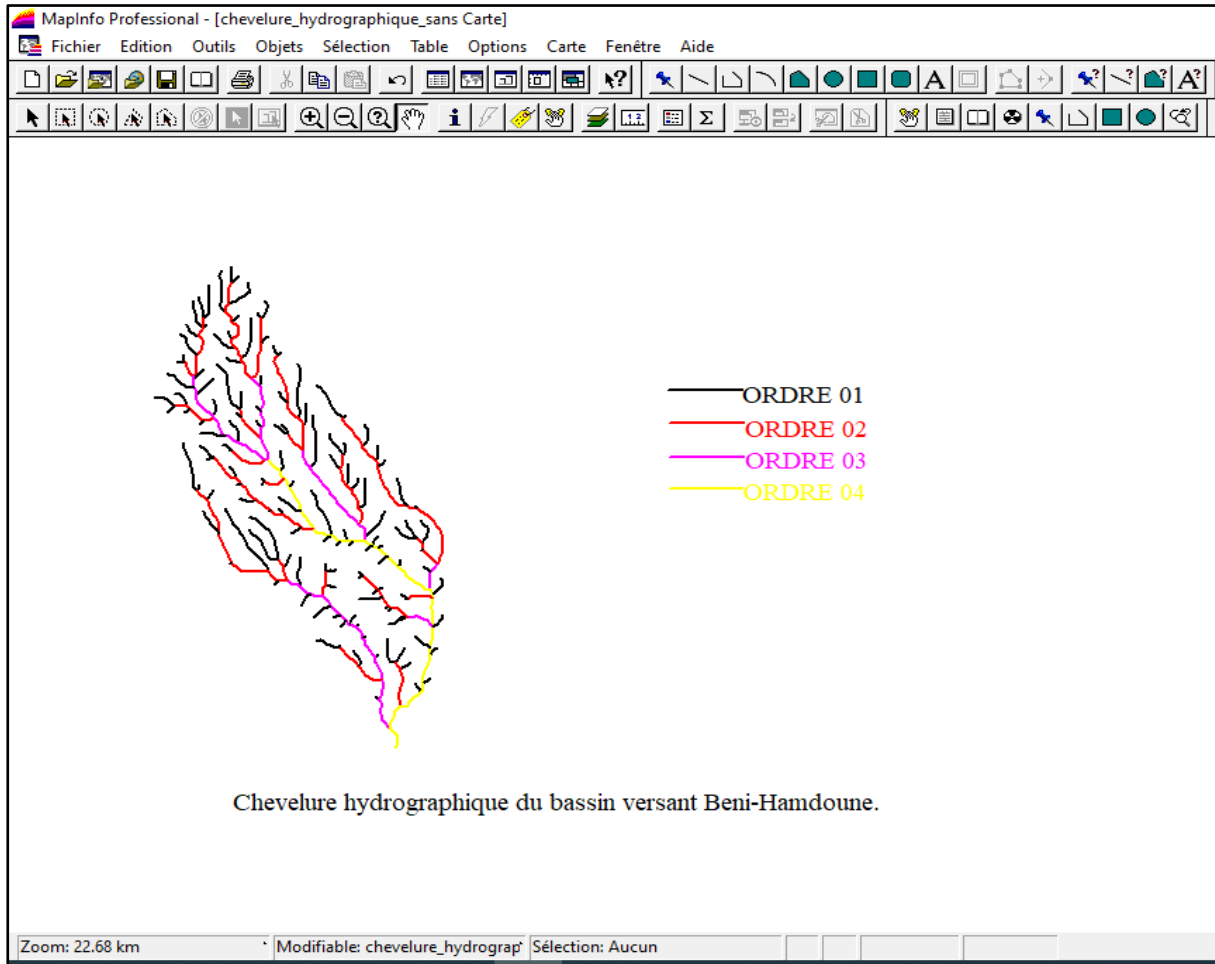 MapInfo Professional - [chevelure_hydrographique_sans Carte]
Fichier Edition Outils Objets Sélection Table Options Carte Fenêtre Aide
ORDRE 01
ORDRE 02
ORDRE 03
ORDRE 04
Chevelure hydrographique du bassin versant Beni-Hamdoune.
Zoom: 22.68 km Modifiable: chevelure_hydrograp Sélection: Aucun